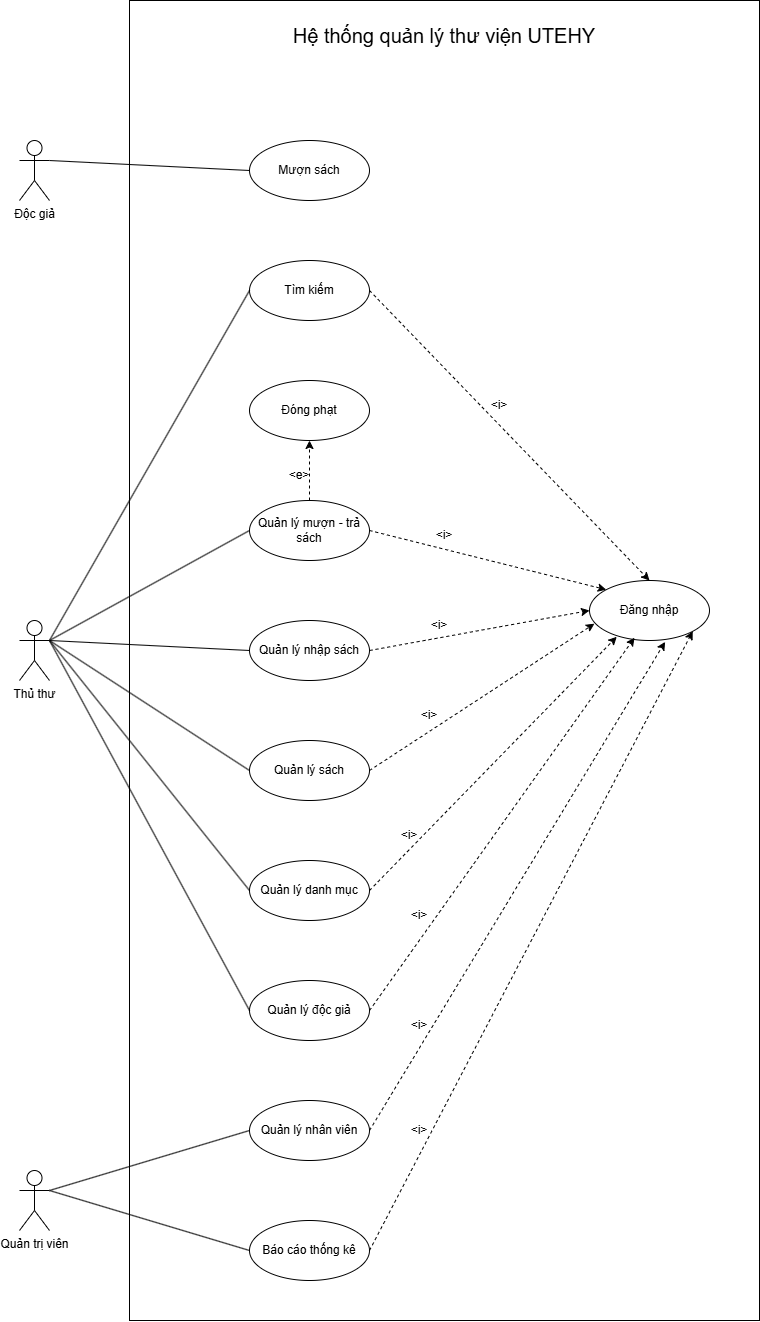 Hệ thống quản lý thư viện UTEHY
Mượn sách
Độc giả
Tìm kiếm
<i>
Đóng phạt
<e>
Quản lý mượn - trả
sách
<i>
Đăng nhập
<i>
Quản lý nhập sách
Thủ thư
<i>
Quản lý sách
<i>
Quản lý danh mục
<i>
Quản lý độc giả
<i>
Quản lý nhân viên
<i>
Quản trị viên
Báo cáo thống kê